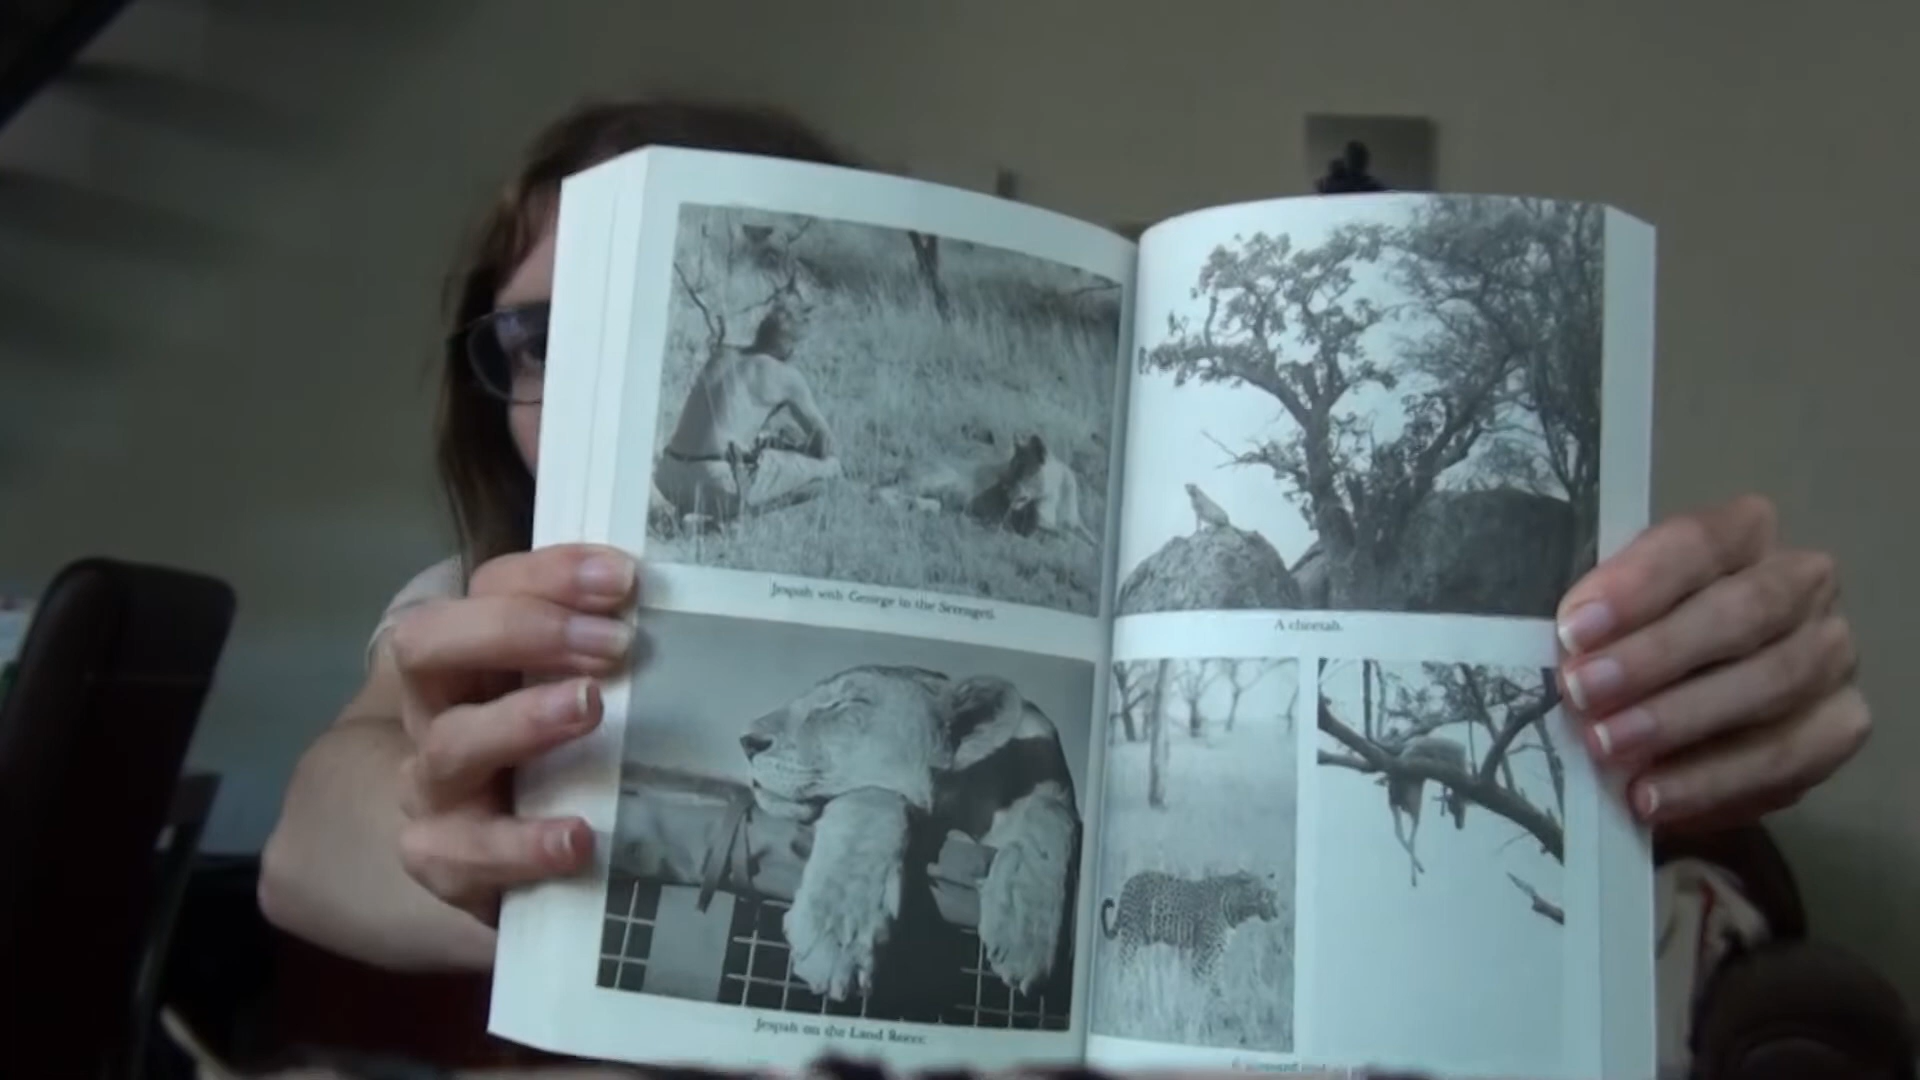 Jespah with George in the Serengeti.
Jespah on the Land Rover.
A cheetah.